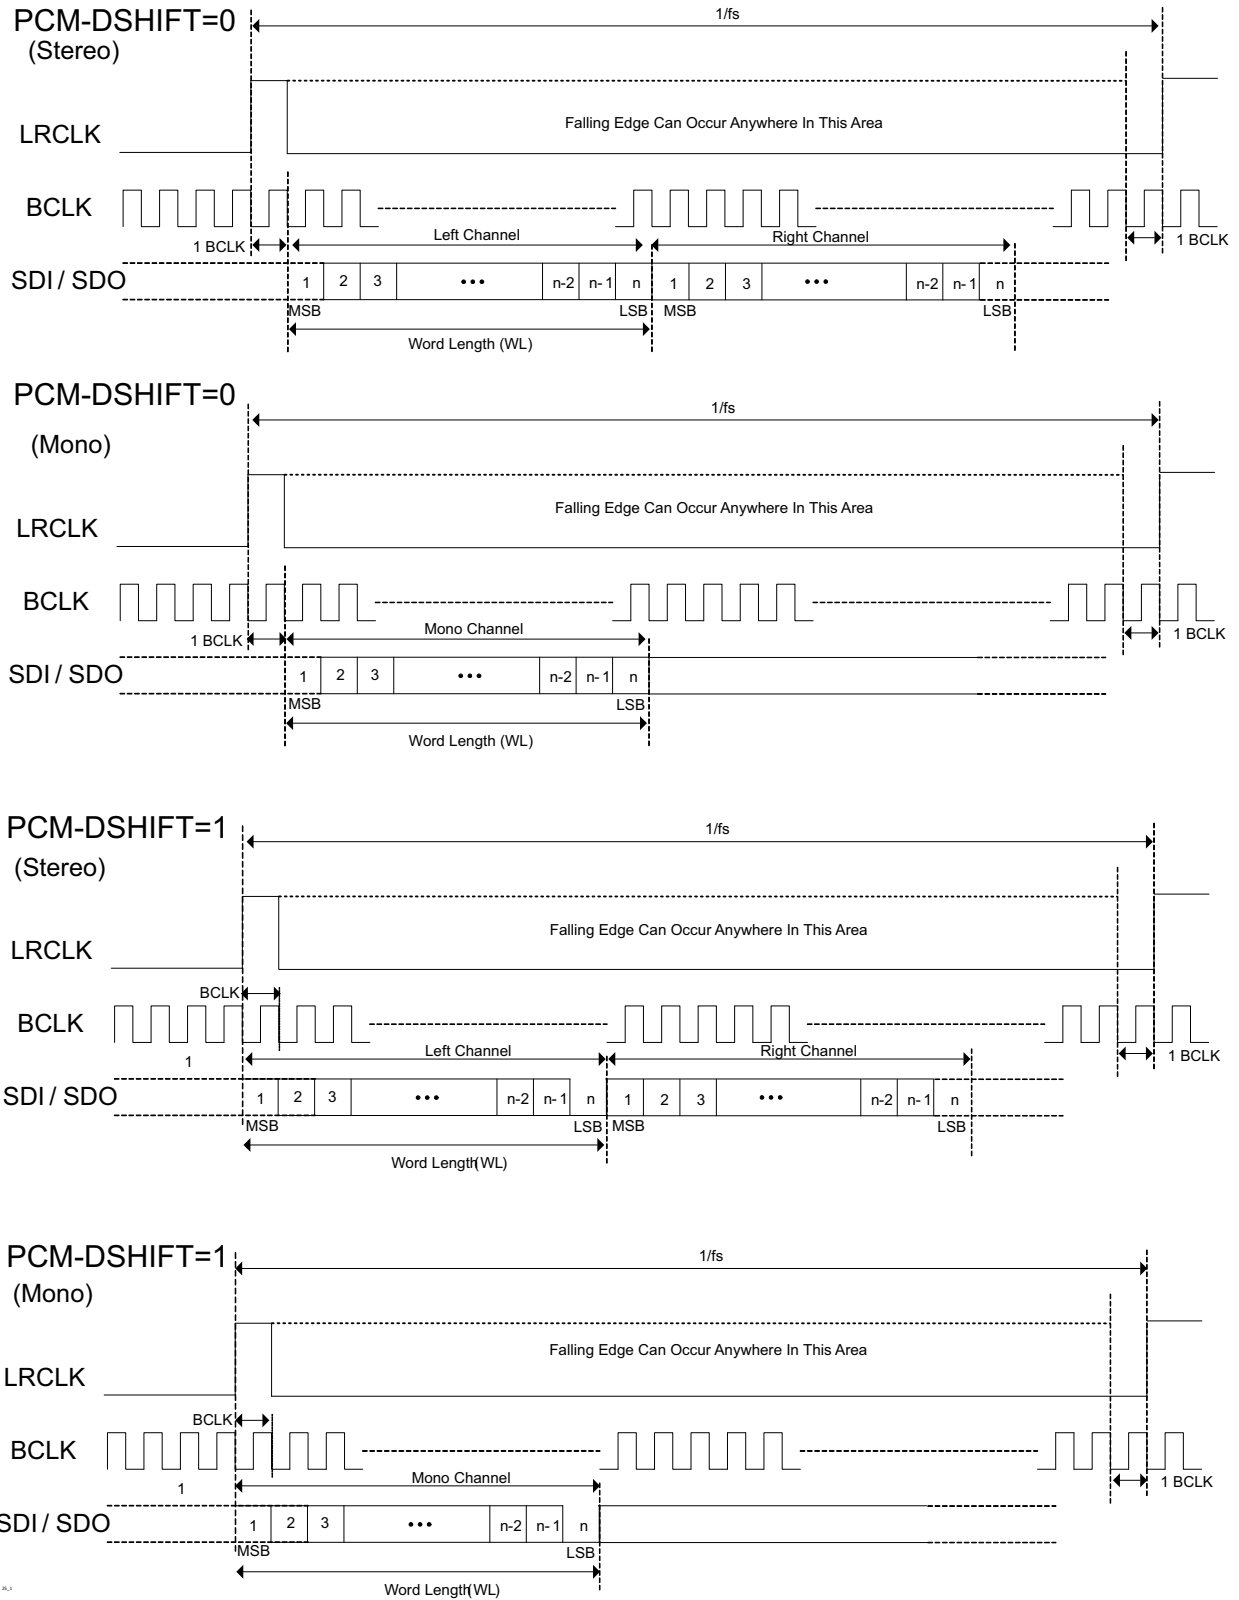 PCM-DSHIFT=0
(Stereo)
1/fs
LRCLK
Falling Edge Can Occur Anywhere In This Area
BCLK
1 BCLK
Left Channel
Right Channel
1 BCLK
SDI / SDO
1 2 3 ••• n-2 n-1 n 1 2 3 ••• n-2 n-1 n
MSB LSB MSB LSB
Word Length (WL)
PCM-DSHIFT=0
(Mono)
1/fs
LRCLK
Falling Edge Can Occur Anywhere In This Area
BCLK
1 BCLK
Mono Channel
1 BCLK
SDI / SDO
1 2 3 ••• n-2 n-1 n
MSB LSB
Word Length (WL)
PCM-DSHIFT=1
(Stereo)
1/fs
LRCLK
Falling Edge Can Occur Anywhere In This Area
BCLK
BCLK
1
Left Channel
Right Channel
1 BCLK
SDI / SDO
1 2 3 ••• n-2 n-1 n 1 2 3 ••• n-2 n-1 n
MSB LSB MSB LSB
Word Length(WL)
PCM-DSHIFT=1
(Mono)
1/fs
LRCLK
Falling Edge Can Occur Anywhere In This Area
BCLK
BCLK
1
Mono Channel
1 BCLK
SDI / SDO
1 2 3 ••• n-2 n-1 n
MSB LSB
Word Length(WL)